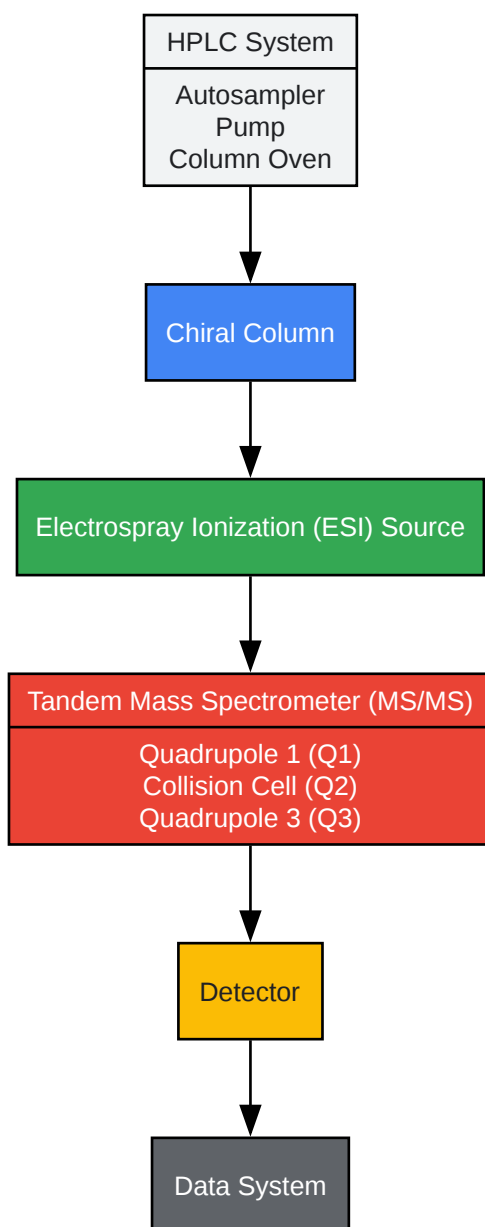 HPLC System
Autosampler
Pump
Column Oven
Chiral Column
Electrospray Ionization (ESI) Source
Tandem Mass Spectrometer (MS/MS)
Quadrupole 1 (Q1)
Collision Cell (Q2)
Quadrupole 3 (Q3)
Detector
Data System